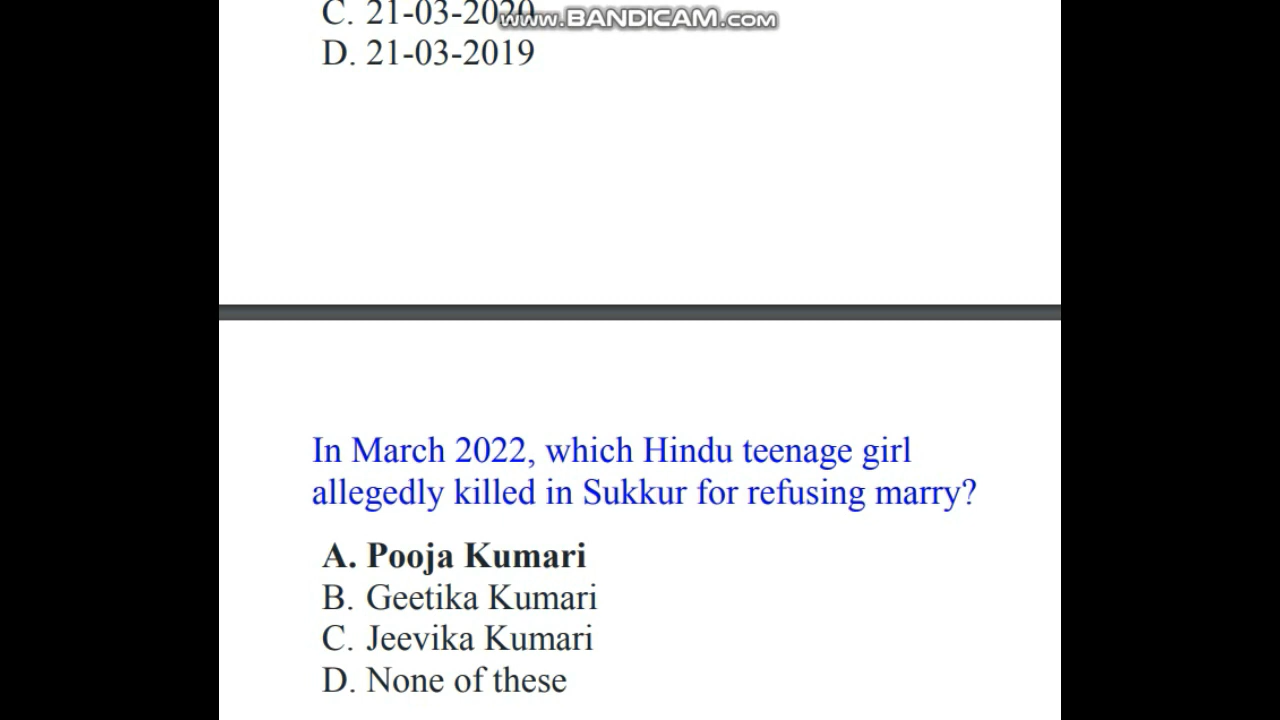 C. 21-03-2020
www.BANDICAM.com
D. 21-03-2019
In March 2022, which Hindu teenage girl
allegedly killed in Sukkur for refusing marry?
A. Pooja Kumari
B. Geetika Kumari
C. Jeevika Kumari
D. None of these